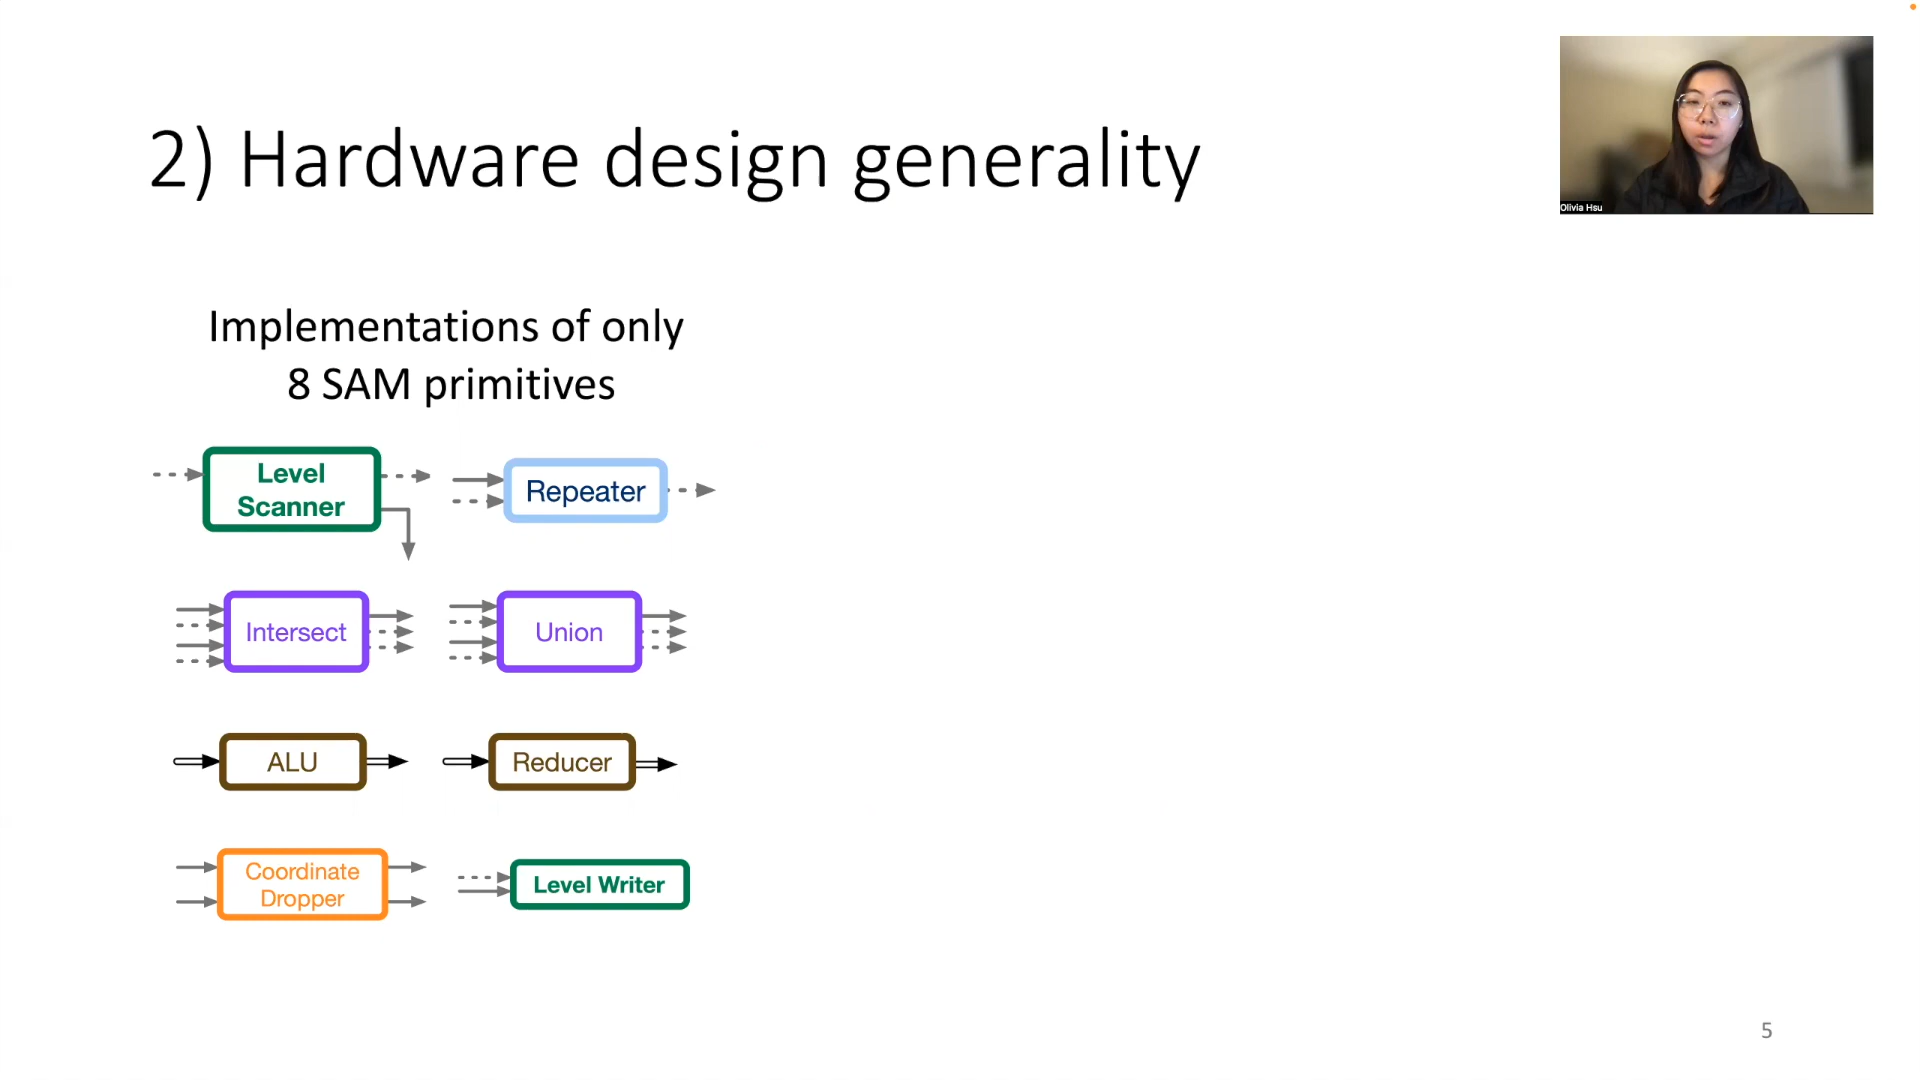 2) Hardware design generality
Olivia Hsu
Implementations of only
8 SAM primitives
Level
Scanner
Repeater
Intersect
Union
ALU
Reducer
Coordinate
Dropper
Level Writer
5